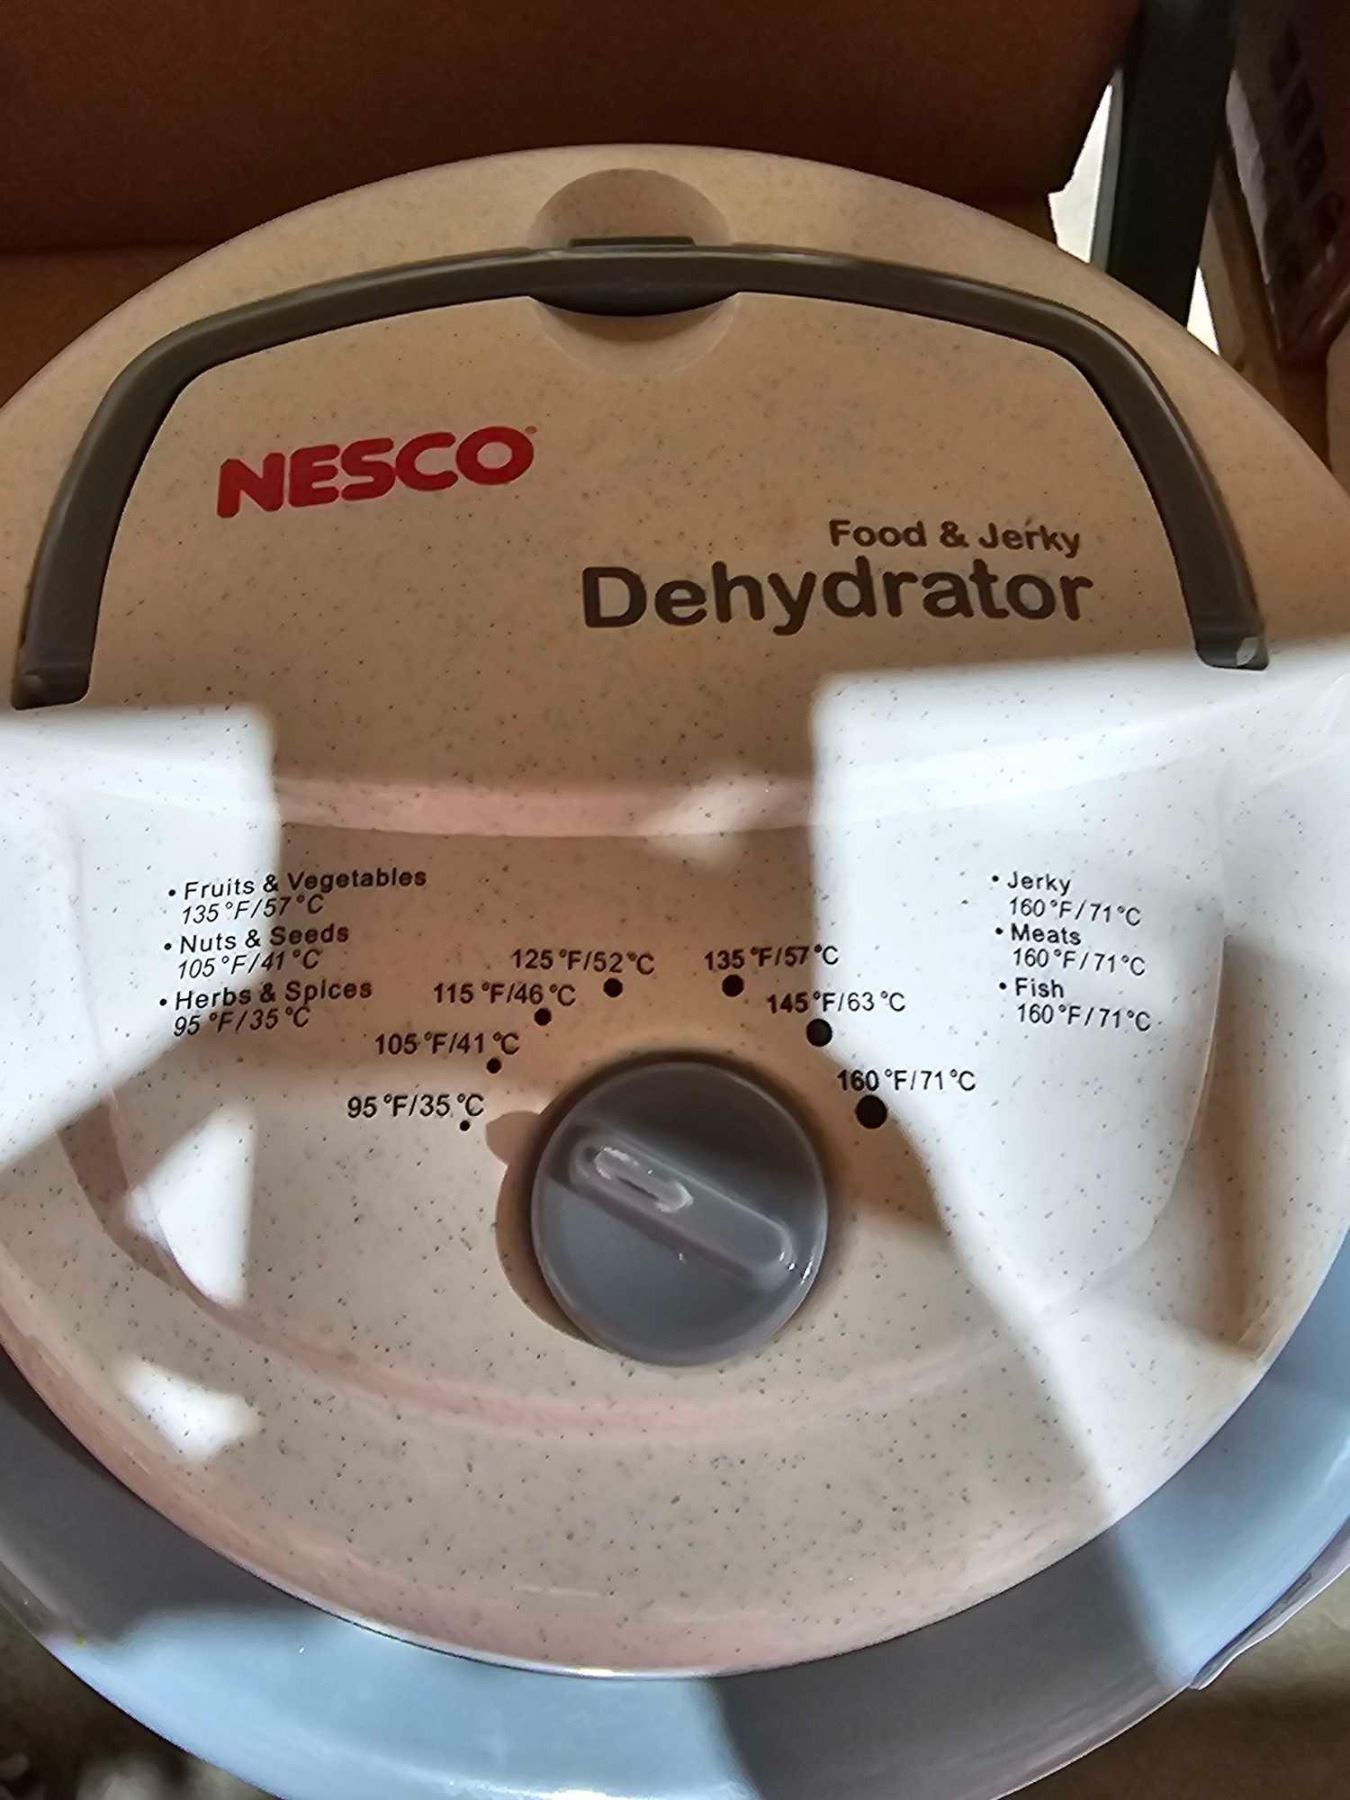 NESCO®
Food & Jerky
Dehydrator
• Fruits & Vegetables
135°F/57°C
• Nuts & Seeds
105°F/41°C
• Herbs & Spices
95°F/35°C
95°F/35°C
105°F/41°C
115°F/46°C
125°F/52°C
135°F/57°C
145°F/63°C
160°F/71°C
• Jerky
160°F/71°C
• Meats
160°F/71°C
• Fish
160°F/71°C